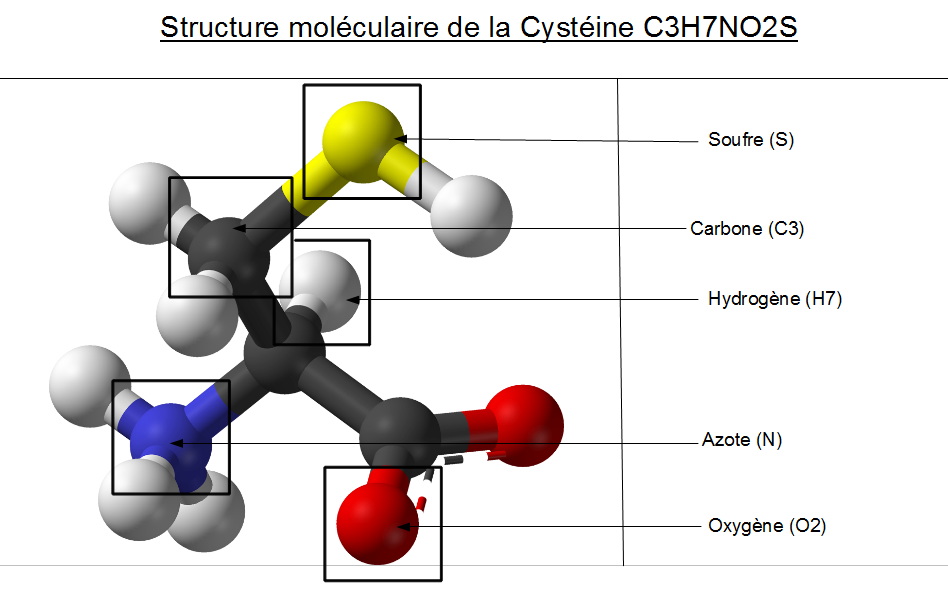 Structure moléculaire de la Cystéine C3H7NO2S
Soufre (S)
Carbone (C3)
Hydrogène (H7)
Azote (N)
Oxygène (O2)